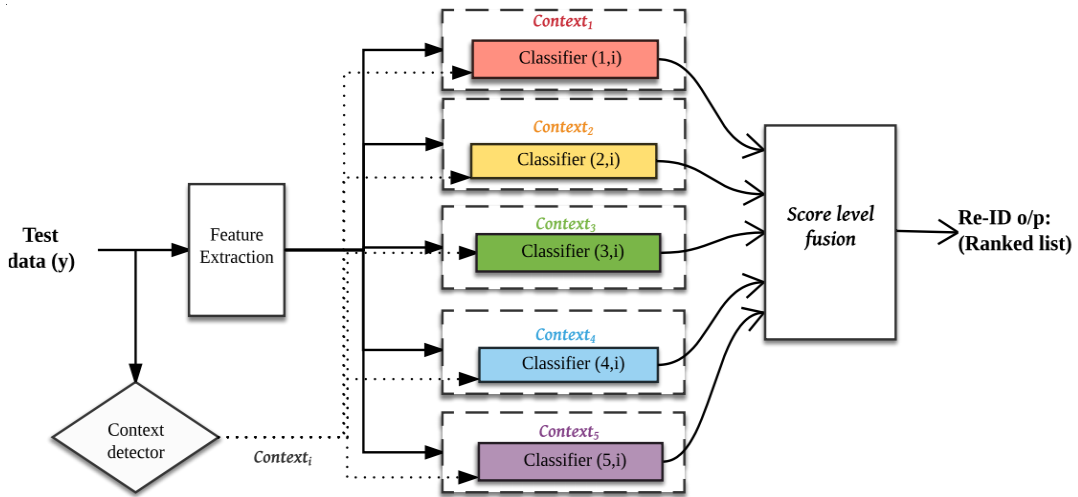 Context₁
Classifier (1,i)
Context₂
Classifier (2,i)
Context₃
Classifier (3,i)
Context₄
Classifier (4,i)
Context₅
Classifier (5,i)
Test
data (y)
Feature
Extraction
Context
detector
Contextᵢ
Score level
fusion
Re-ID o/p:
(Ranked list)